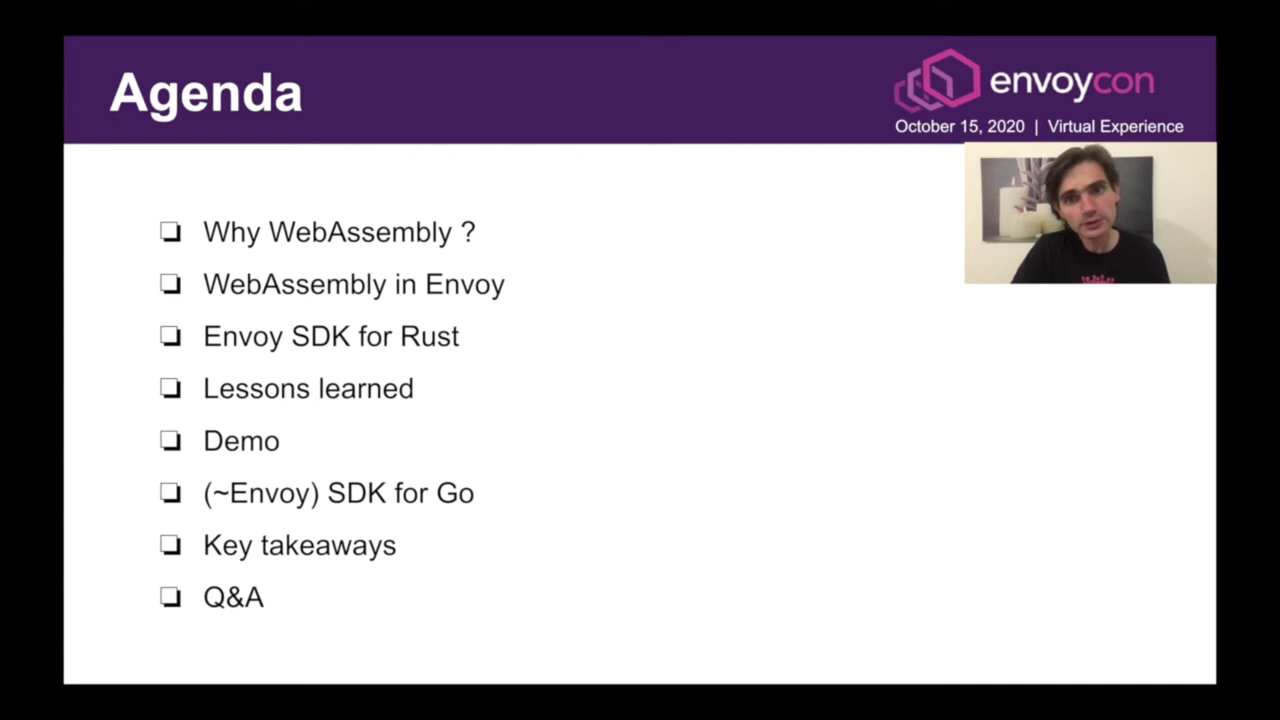 Agenda
envoycon
October 15, 2020 | Virtual Experience
Why WebAssembly ?
WebAssembly in Envoy
Envoy SDK for Rust
Lessons learned
Demo
(~Envoy) SDK for Go
Key takeaways
Q&A